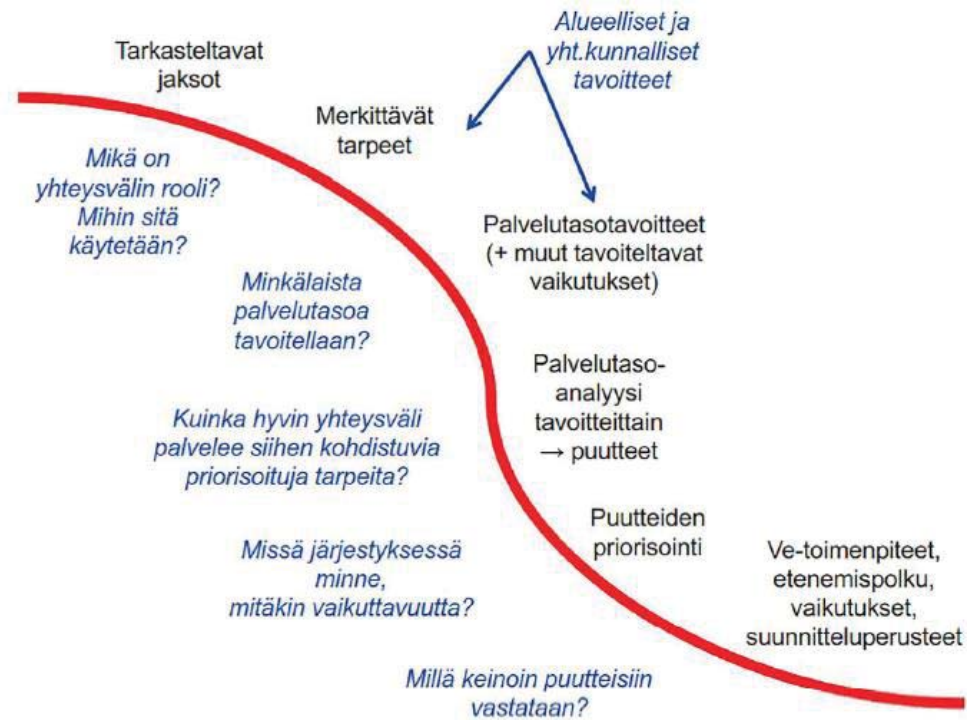 Tarkasteltavat
jaksot
Alueelliset ja
yht.kunnalliset
tavoitteet
Merkittävät
tarpeet
Mikä on
yhteysvälin rooli?
Mihin sitä
käytetään?
Palvelutasotavoitteet
(+ muut tavoiteltavat
vaikutukset)
Minkälaista
palvelutasoa
tavoitellaan?
Palvelutaso-
analyysi
tavoitteittain
→ puutteet
Kuinka hyvin yhteysväli
palvelee siihen kohdistuvia
priorisoituja tarpeita?
Puutteiden
priorisointi
Missä järjestyksessä
minne,
mitäkin vaikuttavuutta?
Ve-toimenpiteet,
etenemispolku,
vaikutukset,
suunnitteluperusteet
Millä keinoin puutteisiin
vastataan?